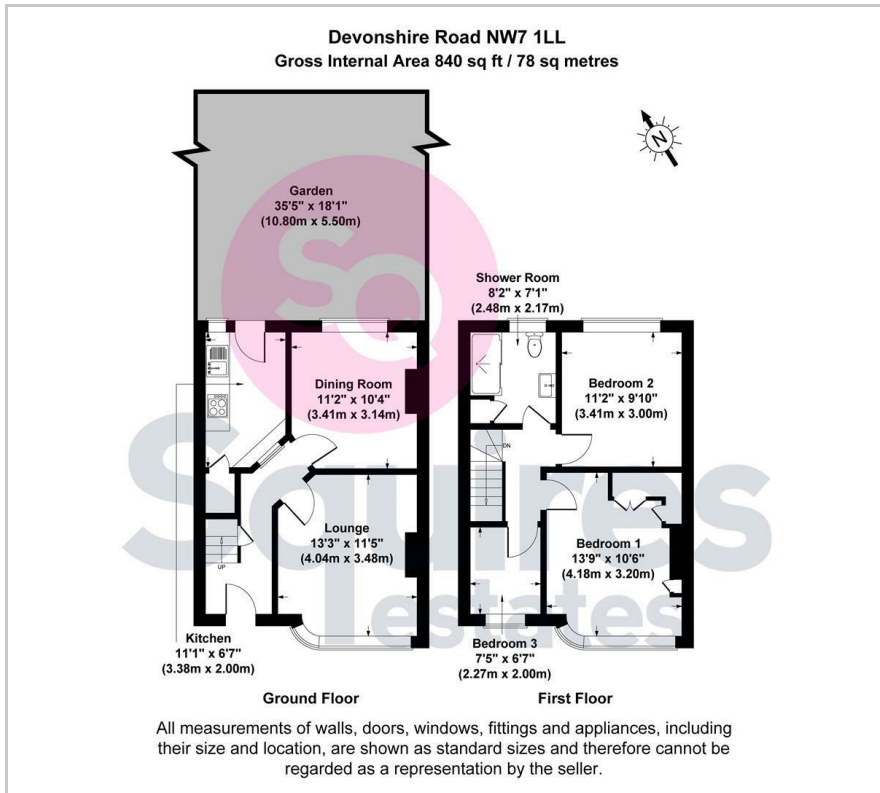 Devonshire Road NW7 1LL
Gross Internal Area 840 sq ft / 78 sq metres
N
Garden
35'5" x 18'1"
(10.80m x 5.50m)
SQ
Shower Room
8'2" x 7'1"
(2.48m x 2.17m)
Dining Room
11'2" x 10'4"
(3.41m x 3.14m)
Bedroom 2
11'2" x 9'10"
(3.41m x 3.00m)
DN
Squires
estates
Lounge
13'3" x 11'5"
(4.04m x 3.48m)
Bedroom 1
13'9" x 10'6"
(4.18m x 3.20m)
UP
Kitchen
11'1" x 6'7"
(3.38m x 2.00m)
Bedroom 3
7'5" x 6'7"
(2.27m x 2.00m)
Ground Floor
First Floor
All measurements of walls, doors, windows, fittings and appliances, including
their size and location, are shown as standard sizes and therefore cannot be
regarded as a representation by the seller.